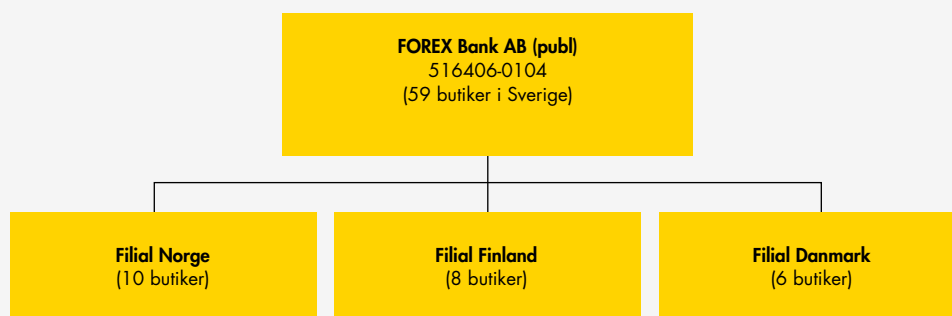 FOREX Bank AB (publ)
516406-0104
(59 butiker i Sverige)
Filial Norge
(10 butiker)
Filial Finland
(8 butiker)
Filial Danmark
(6 butiker)